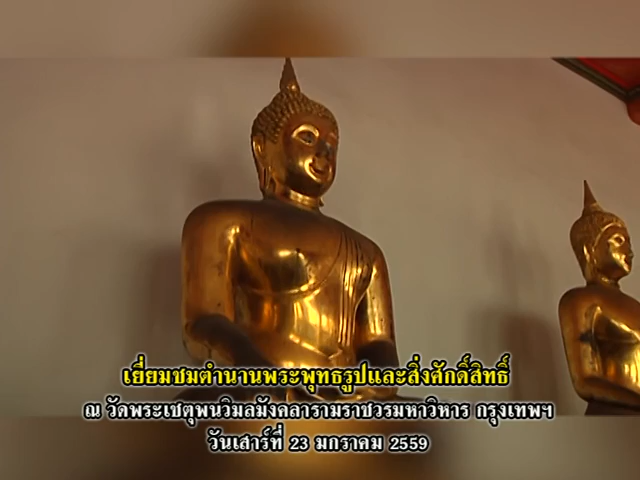 เยี่ยมชมตำนานพระพุทธรูปและสิ่งศักดิ์สิทธิ์
ณ วัดพระเชตุพนวิมลมังคลารามราชวรมหาวิหาร กรุงเทพฯ
วันเสาร์ที่ 23 มกราคม 2559